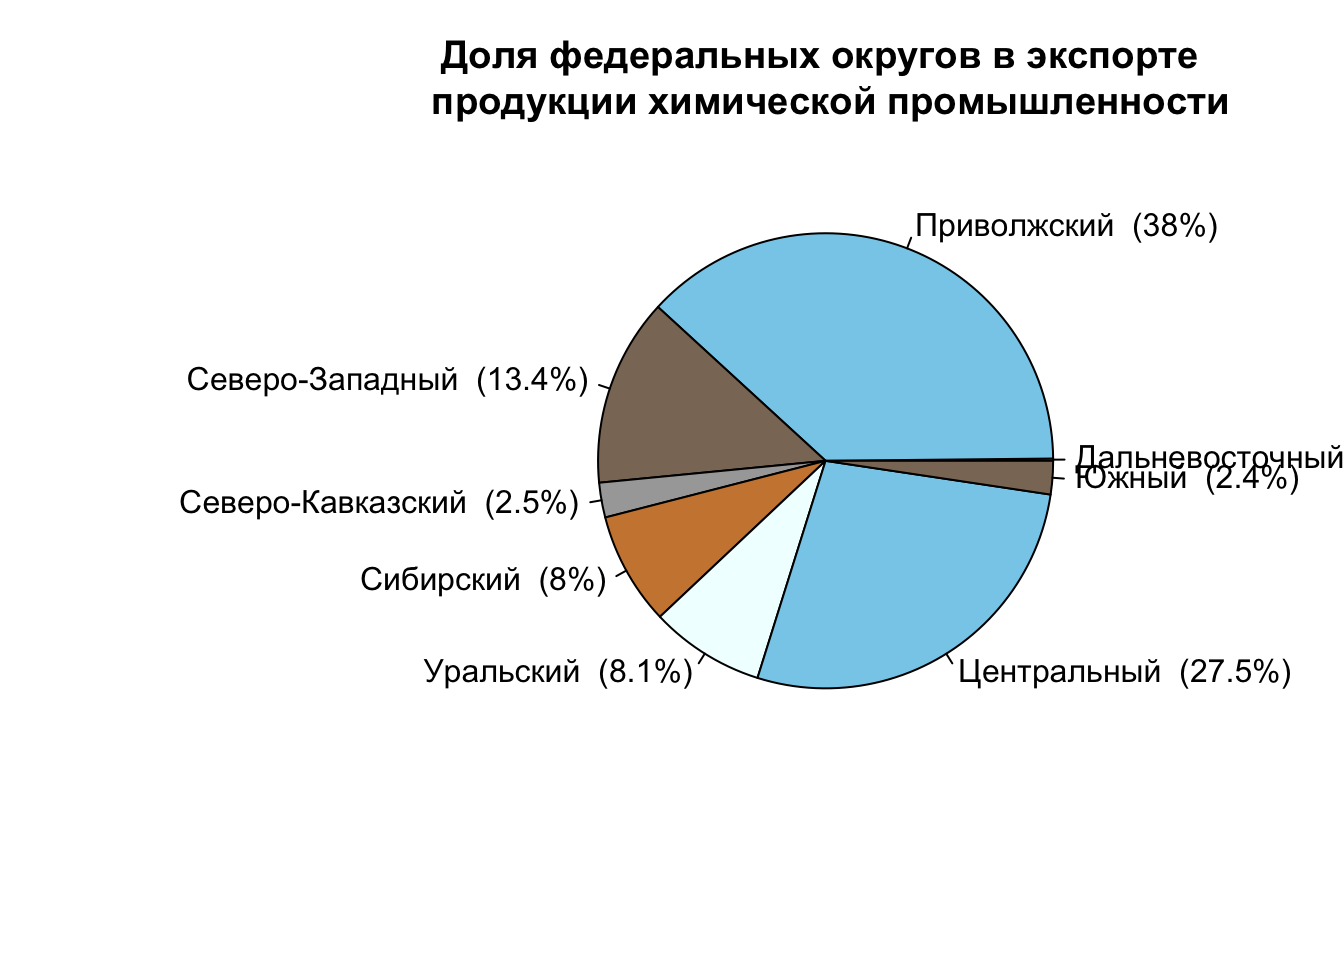 Доля федеральных округов в экспорте
продукции химической промышленности
Приволжский (38%)
Северо-Западный (13.4%)
Дальневосточный
Южный (2.4%)
Северо-Кавказский (2.5%)
Сибирский (8%)
Уральский (8.1%)
Центральный (27.5%)